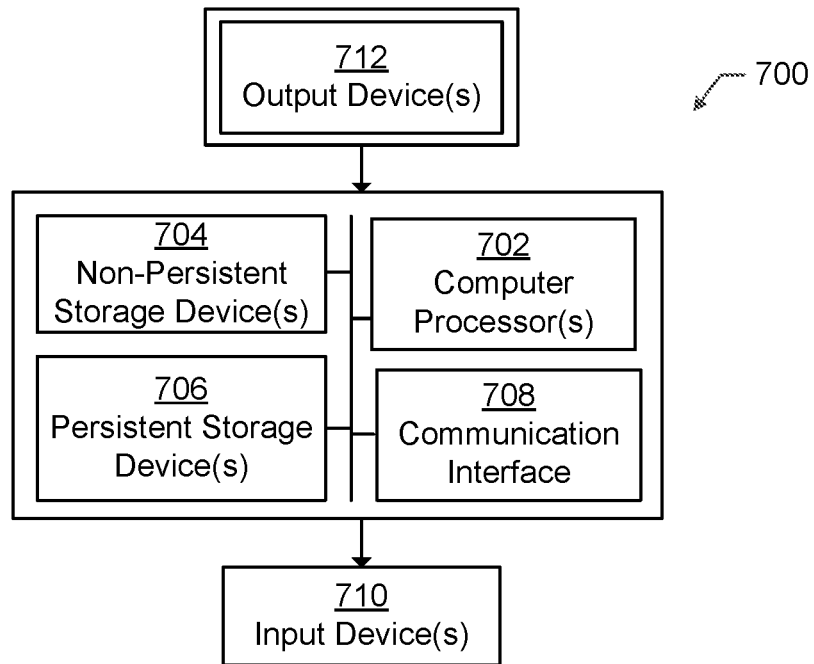 712
Output Device(s)
700
704
Non-Persistent
Storage Device(s)
702
Computer
Processor(s)
706
Persistent Storage
Device(s)
708
Communication
Interface
710
Input Device(s)